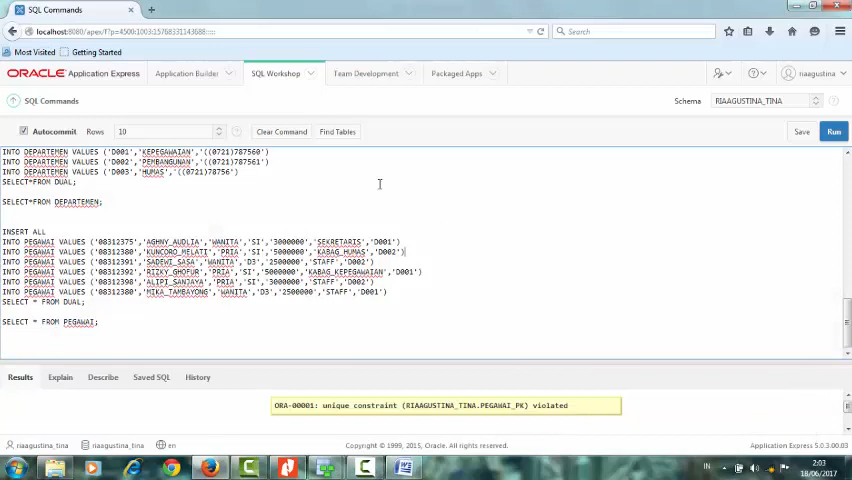 SQL Commands
localhost:8080/apex/f?p=4500:1003:15768331143688:::::
Search
Most Visited
Getting Started
ORACLE Application Express
Application Builder
SQL Workshop
Team Development
Packaged Apps
riaagustina
SQL Commands
Schema
RIAAGUSTINA_TINA
Autocommit
Rows
10
Clear Command
Find Tables
Save
Run
INTO DEPARTEMEN VALUES ('D001','KEPEGAWAIAN','((0721)787560')
INTO DEPARTEMEN VALUES ('D002','PEMBANGUNAN','((0721)787561')
INTO DEPARTEMEN VALUES ('D003','HUMAS','((0721)78756')
SELECT*FROM DUAL;
SELECT*FROM DEPARTEMEN;
INSERT ALL
INTO PEGAWAI VALUES ('08312375','AGHNY_AUDLIA','WANITA','SI','3000000','SEKRETARIS','D001')
INTO PEGAWAI VALUES ('08312380','KUNCORO_MELATI','PRIA','SI','5000000','KABAG_HUMAS','D002')
INTO PEGAWAI VALUES ('08312391','SADEWI_SASA','WANITA','D3','2500000','STAFF','D002')
INTO PEGAWAI VALUES ('08312392','RIZKY_GHOFUR','PRIA','SI','5000000','KABAG_KEPEGAWAIAN','D001')
INTO PEGAWAI VALUES ('08312398','ALIPI_SANJAYA','PRIA','SI','3000000','STAFF','D002')
INTO PEGAWAI VALUES ('08312380','MIKA_TAMBAYONG','WANITA','D3','2500000','STAFF','D001')
SELECT * FROM DUAL;
SELECT * FROM PEGAWAI;
Results
Explain
Describe
Saved SQL
History
ORA-00001: unique constraint (RIAAGUSTINA_TINA.PEGAWAI_PK) violated
riaagustina_tina
riaagustina_tina
en
Copyright © 1999, 2015, Oracle. All rights reserved.
Application Express 5.0.3.00.03
IN
2:03
18/06/2017